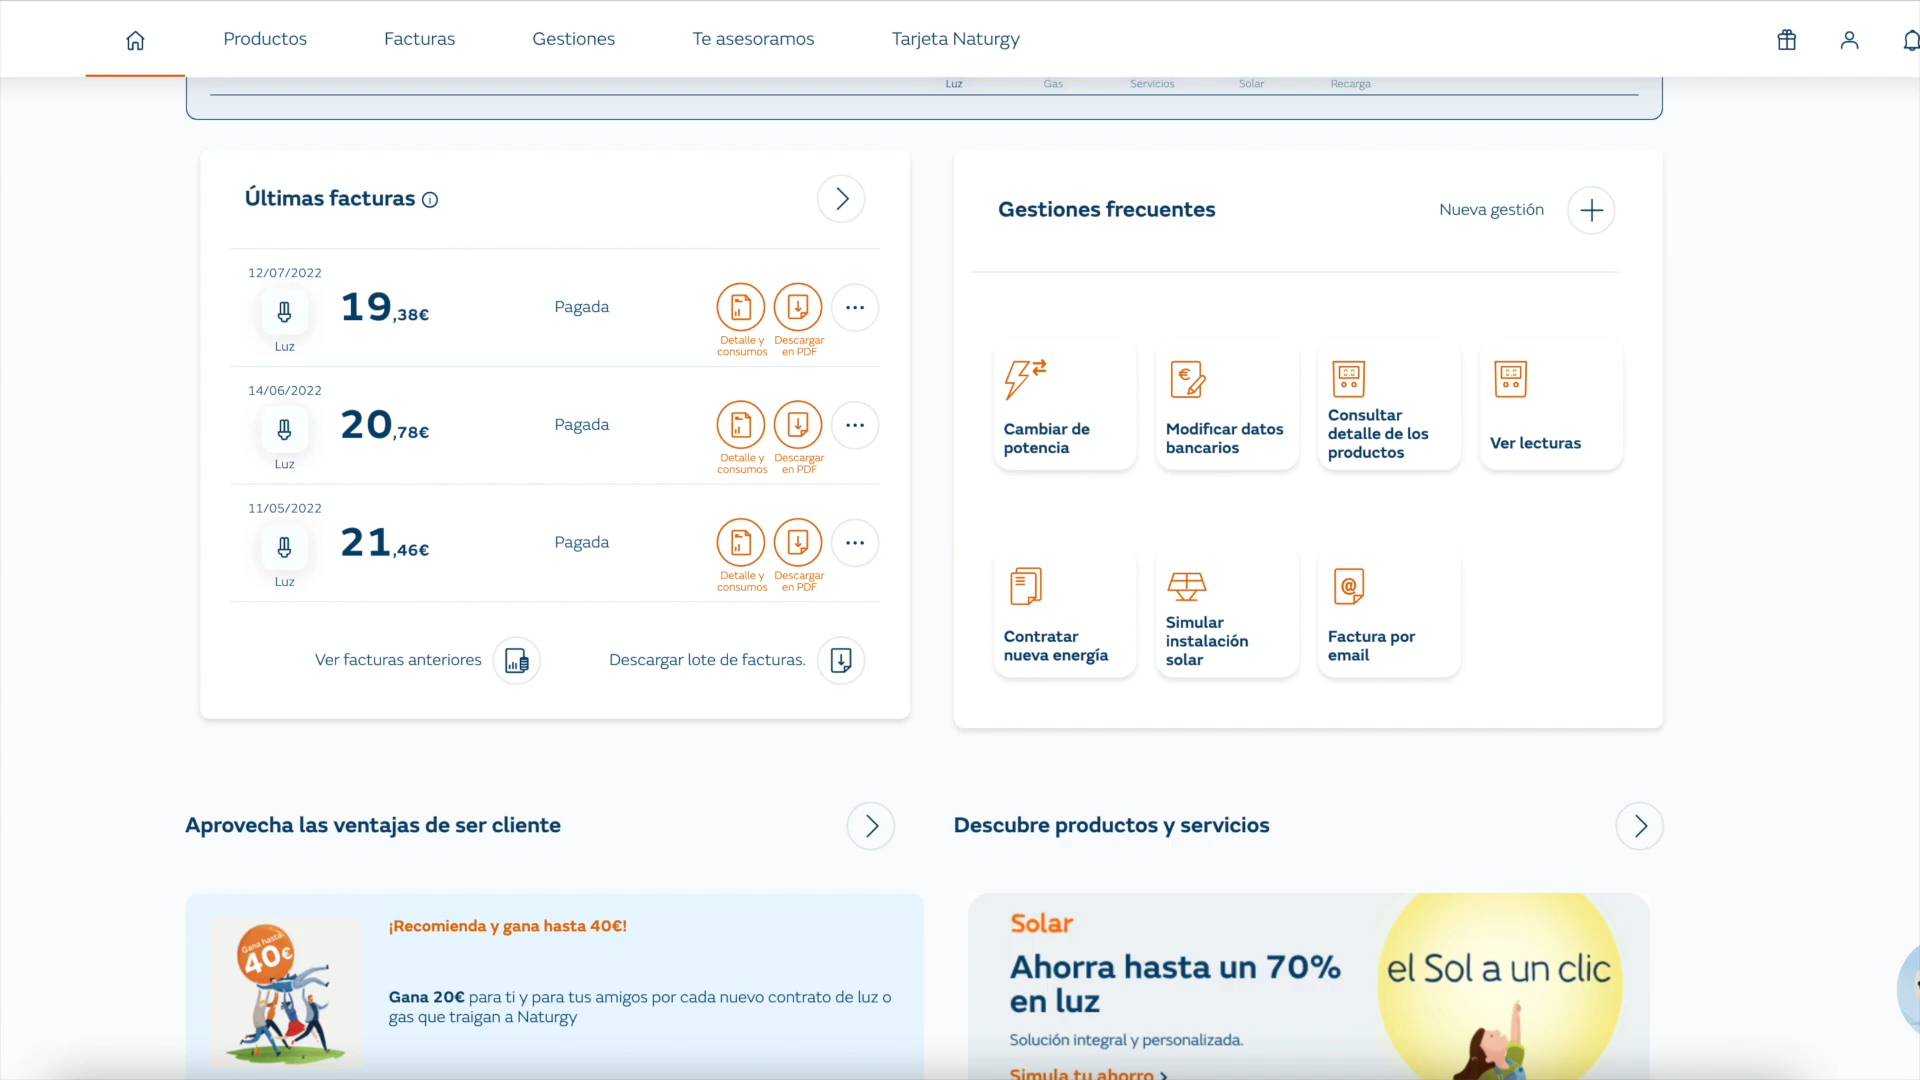 Productos
Facturas
Gestiones
Te asesoramos
Tarjeta Naturgy
Luz
Gas
Servicios
Solar
Recarga
Últimas facturas
12/07/2022
19,38€
Pagada
Luz
Detalle y consumos
Descargar en PDF
14/06/2022
20,78€
Pagada
Luz
Detalle y consumos
Descargar en PDF
11/05/2022
21,46€
Pagada
Luz
Detalle y consumos
Descargar en PDF
Ver facturas anteriores
Descargar lote de facturas.
Gestiones frecuentes
Nueva gestión
Cambiar de
potencia
Modificar datos
bancarios
Consultar
detalle de los
productos
Ver lecturas
Contratar
nueva energía
Simular
instalación
solar
Factura por
email
Aprovecha las ventajas de ser cliente
Gana hasta
40€
¡Recomienda y gana hasta 40€!
Gana 20€ para ti y para tus amigos por cada nuevo contrato de luz o
gas que traigan a Naturgy
Descubre productos y servicios
Solar
Ahorra hasta un 70%
en luz
Solución integral y personalizada.
Simula tu ahorro >
el Sol a un clic